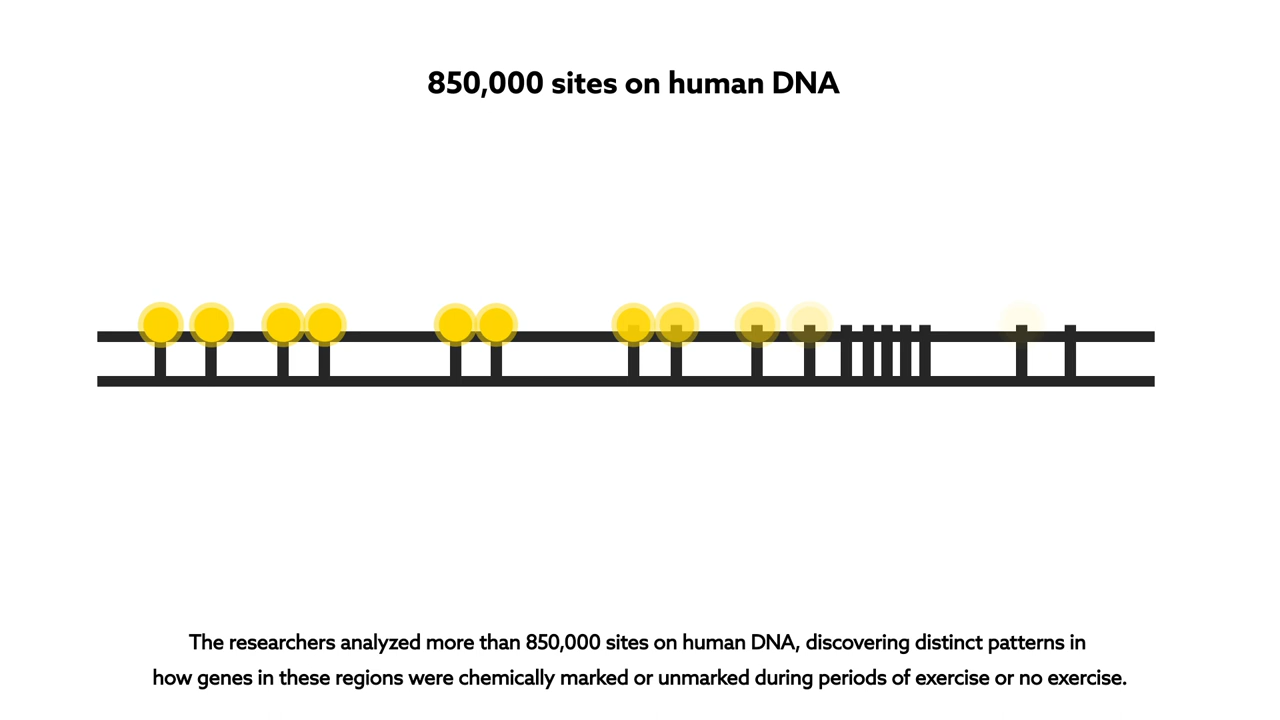 850,000 sites on human DNA
The researchers analyzed more than 850,000 sites on human DNA, discovering distinct patterns in
how genes in these regions were chemically marked or unmarked during periods of exercise or no exercise.